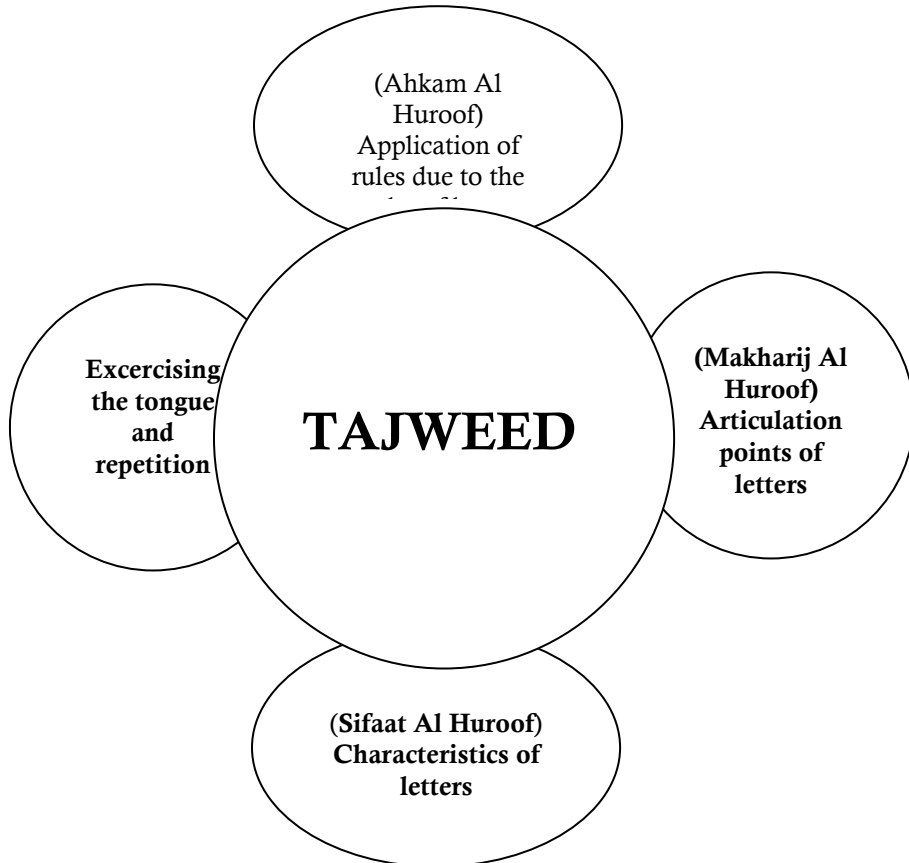 (Ahkam Al
Huroof)
Application of
rules due to the
Excercising
the tongue
and
repetition
TAJWEED
(Makharij Al
Huroof)
Articulation
points of
letters
(Sifaat Al Huroof)
Characteristics of
letters